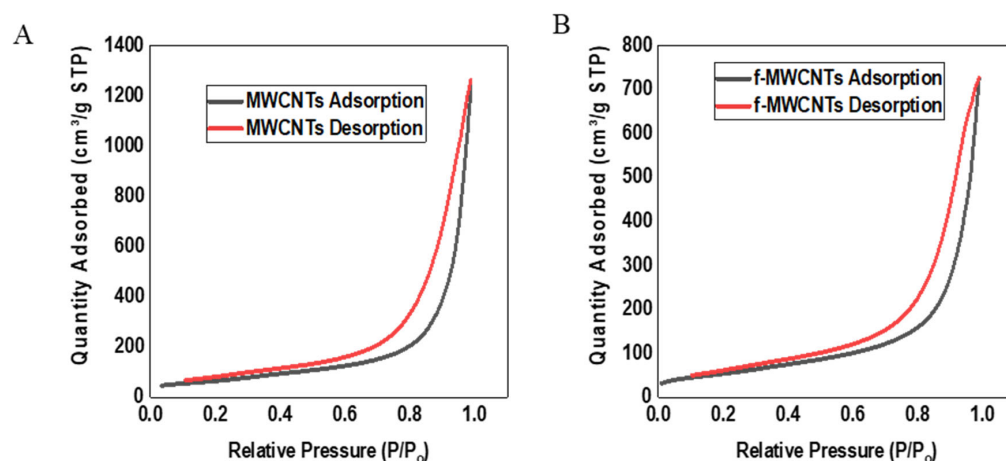 A
Quantity Adsorbed (cm³/g STP)
1400
1200
1000
800
600
400
200
0
MWCNTs Adsorption
MWCNTs Desorption
0.0 0.2 0.4 0.6 0.8 1.0
Relative Pressure (P/P₀)
B
Quantity Adsorbed (cm³/g STP)
800
700
600
500
400
300
200
100
0
f-MWCNTs Adsorption
f-MWCNTs Desorption
0.0 0.2 0.4 0.6 0.8 1.0
Relative Pressure (P/P₀)